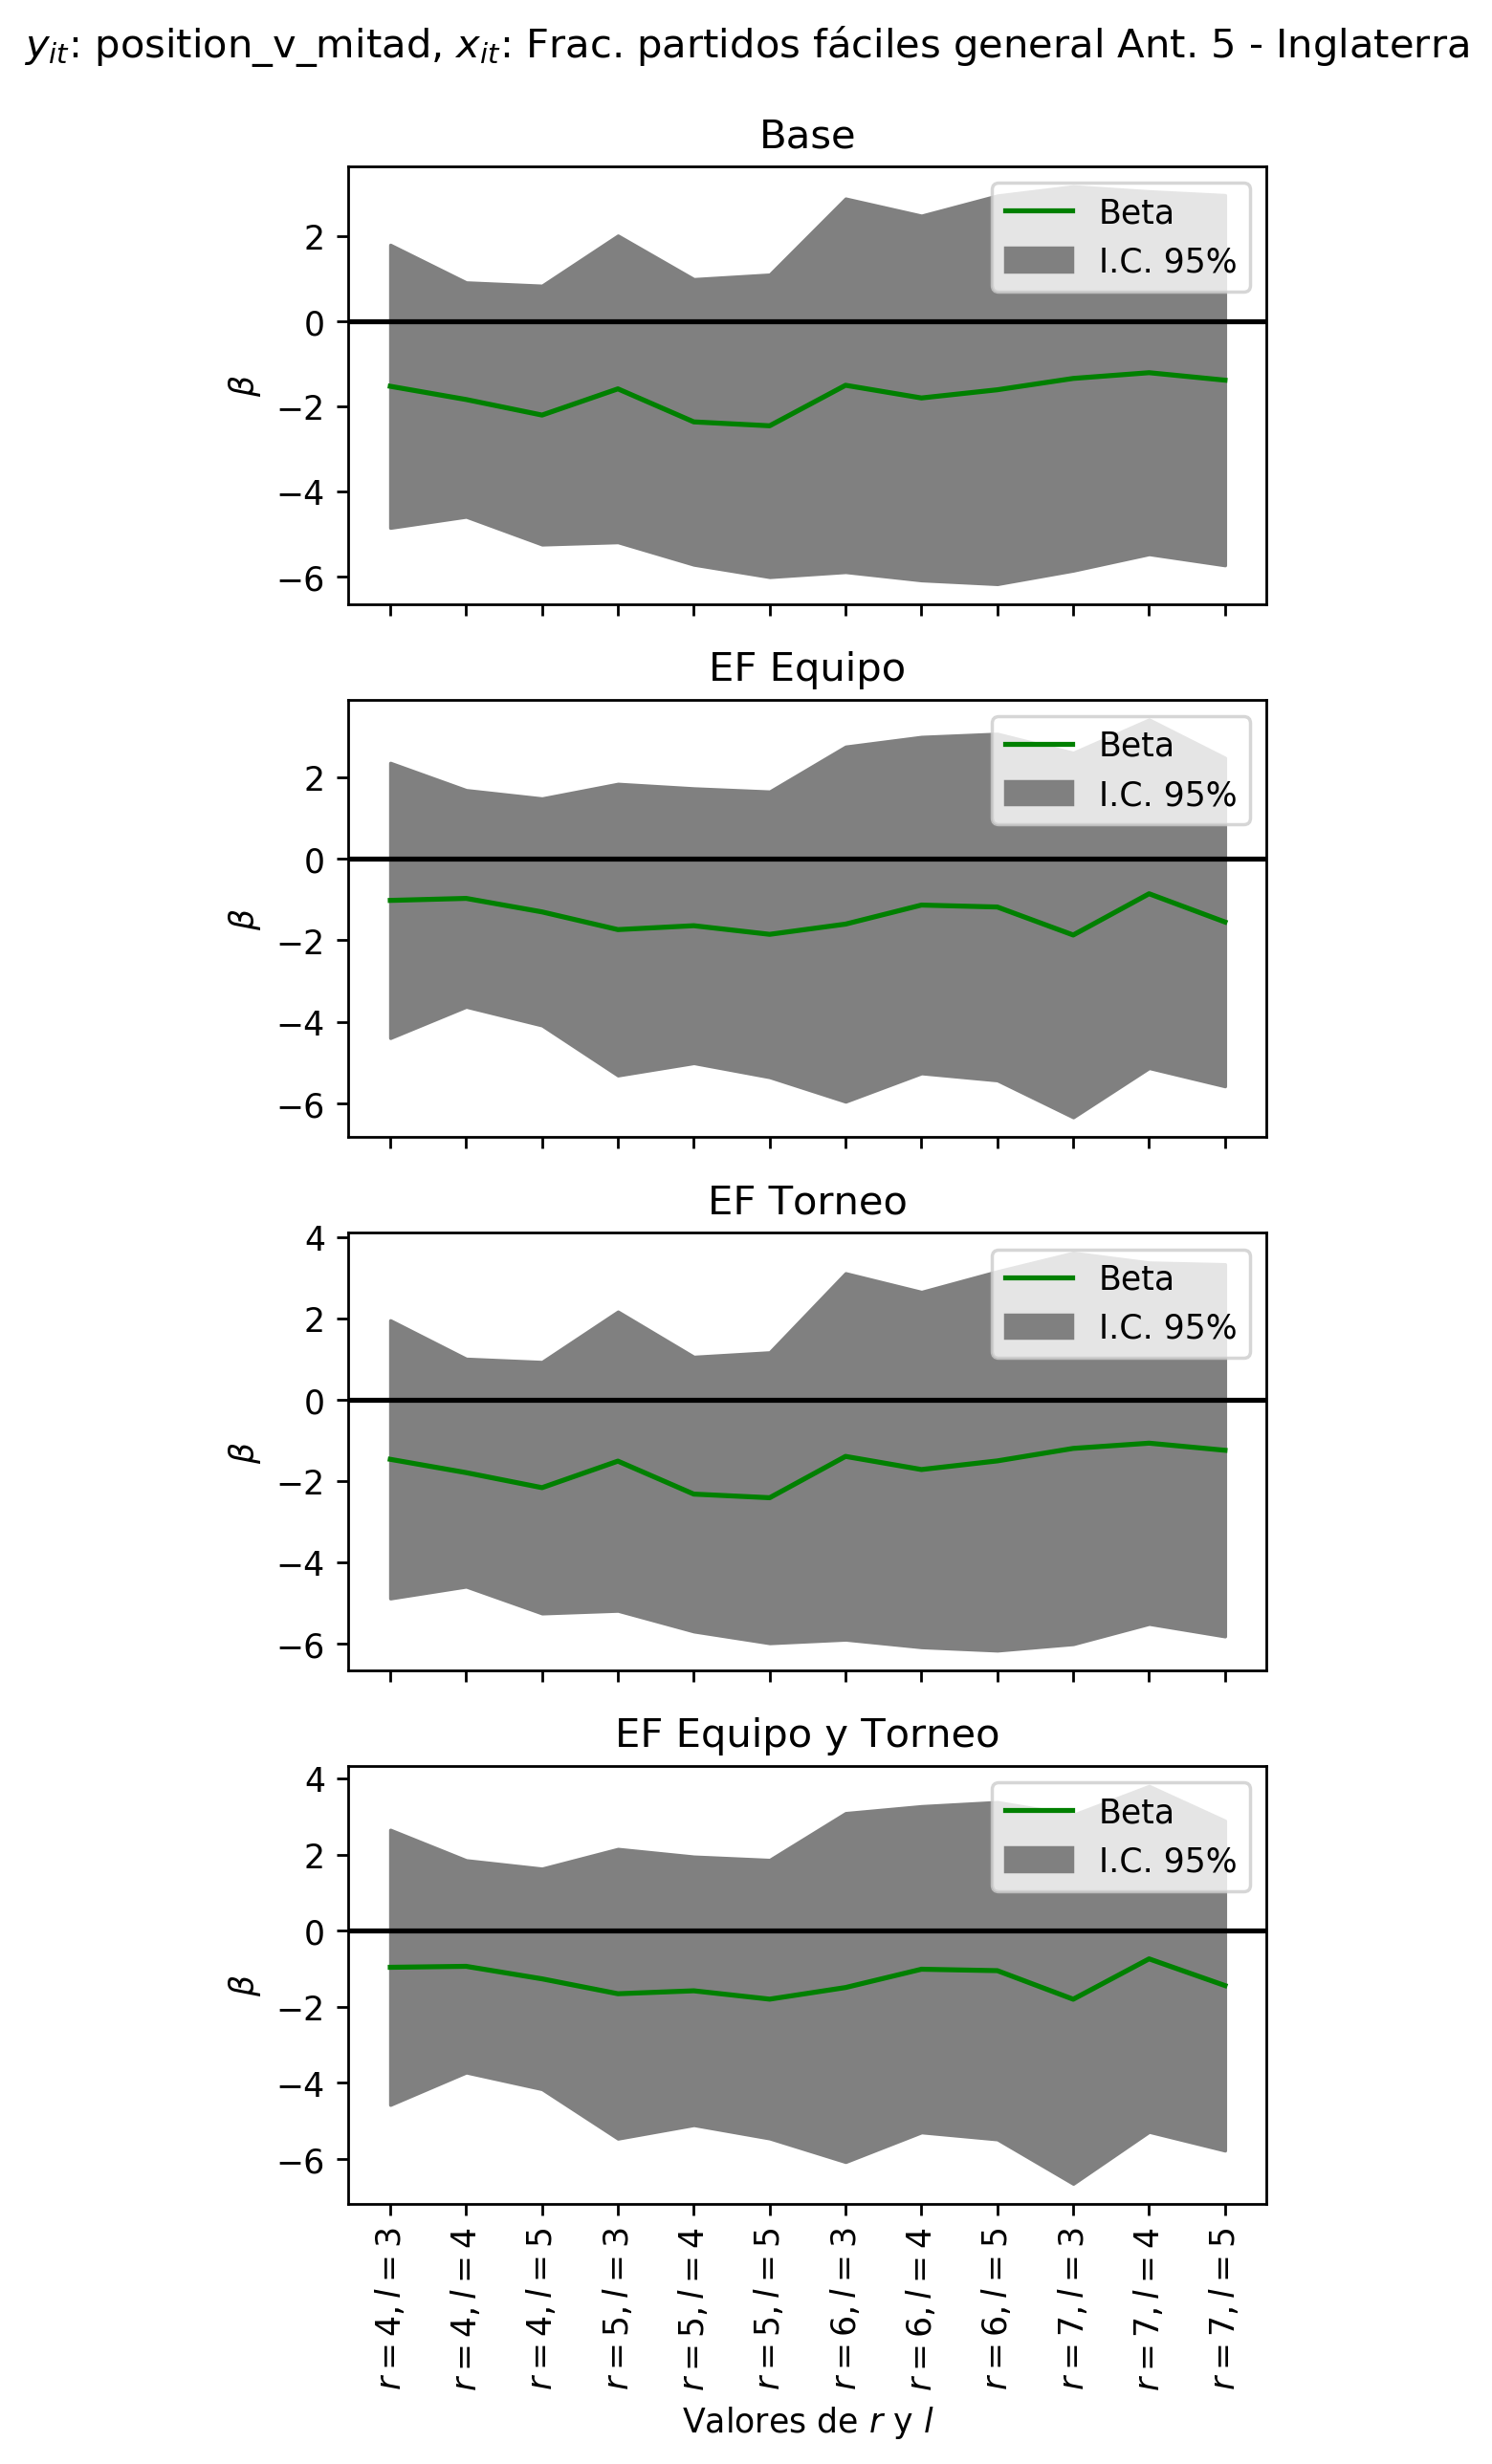 y_it: position_v_mitad, x_it: Frac. partidos fáciles general Ant. 5 - Inglaterra
Base
2
0
−2
−4
−6
β
Beta
I.C. 95%
EF Equipo
2
0
−2
−4
−6
β
Beta
I.C. 95%
EF Torneo
4
2
0
−2
−4
−6
β
Beta
I.C. 95%
EF Equipo y Torneo
4
2
0
−2
−4
−6
β
Beta
I.C. 95%
r = 4, l = 3
r = 4, l = 4
r = 4, l = 5
r = 5, l = 3
r = 5, l = 4
r = 5, l = 5
r = 6, l = 3
r = 6, l = 4
r = 6, l = 5
r = 7, l = 3
r = 7, l = 4
r = 7, l = 5
Valores de r y l